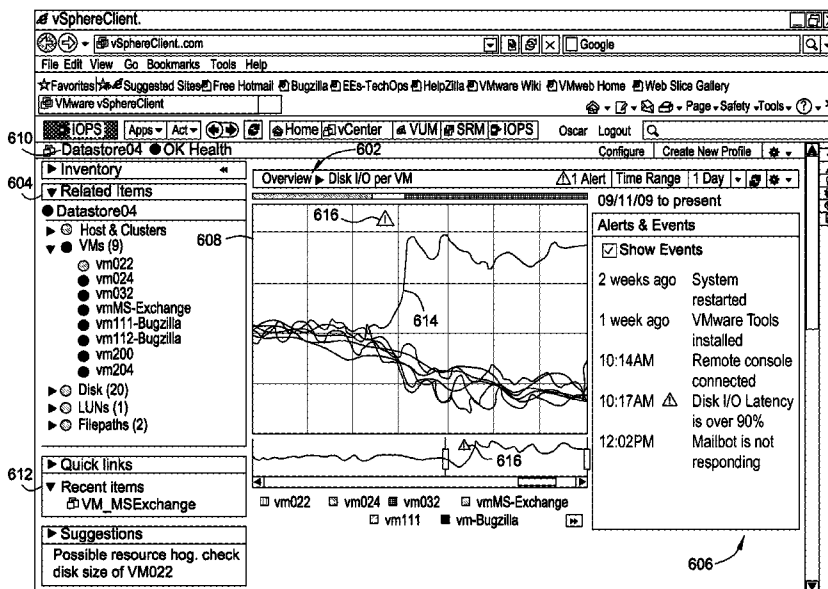 vSphereClient.
vSphereClient..com
Google
File Edit View Go Bookmarks Tools Help
Favorites Suggested Sites Free Hotmail Bugzilla EEs-TechOps HelpZilla VMware Wiki VMweb Home Web Slice Gallery
VMware vSphereClient
Page Safety Tools
IOPS Apps Act Home vCenter VUM SRM IOPS Oscar Logout
610
Datastore04 OK Health
602
Configure Create New Profile
604
Inventory
Overview Disk I/O per VM
1 Alert Time Range 1 Day
Related Items
09/11/09 to present
Datastore04
Host & Clusters
VMs (9)
vm022
vm024
vm032
vmMS-Exchange
vm111-Bugzilla
vm112-Bugzilla
vm200
vm204
Disk (20)
LUNs (1)
Filepaths (2)
608
616
614
616
Alerts & Events
Show Events
2 weeks ago System restarted
1 week ago VMware Tools installed
10:14AM Remote console connected
10:17AM Disk I/O Latency is over 90%
12:02PM Mailbot is not responding
612
Quick links
Recent items
VM_MSExchange
vm022 vm024 vm032 vmMS-Exchange
vm111 vm-Bugzilla
Suggestions
Possible resource hog. check
disk size of VM022
606